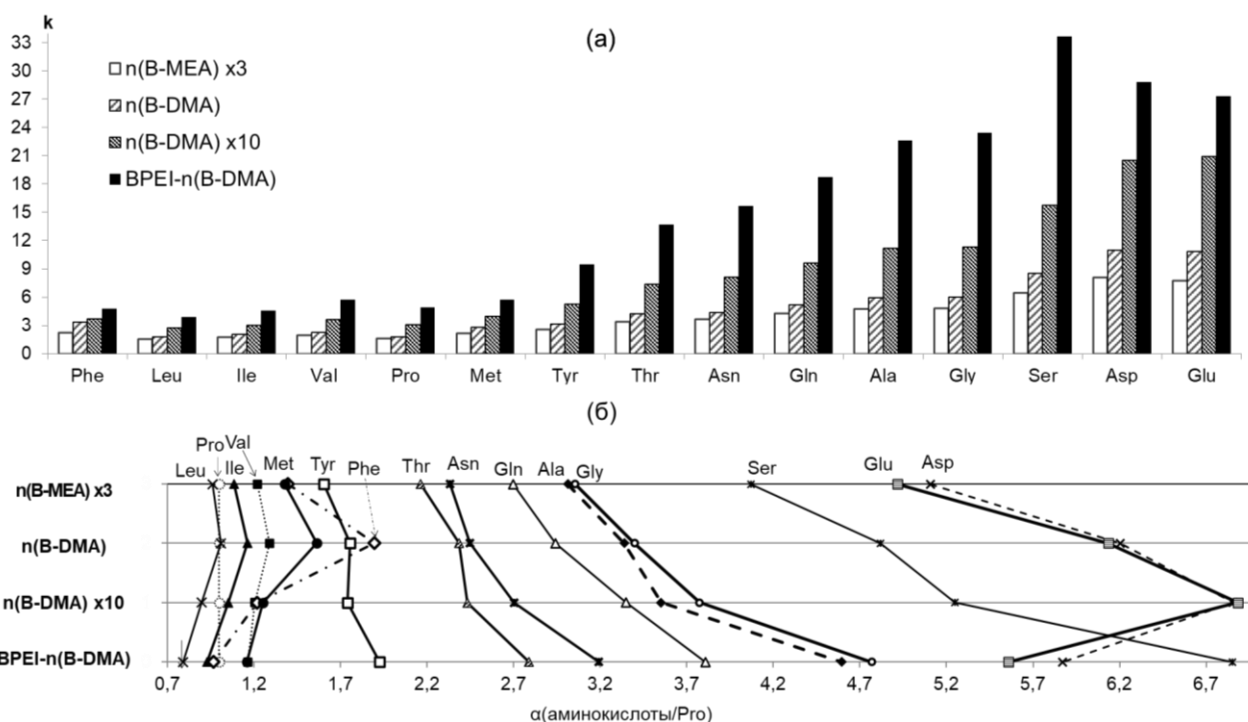 k
(а)
33
30
27
24
21
18
15
12
9
6
3
0
n(B-MEA) x3
n(B-DMA)
n(B-DMA) x10
BPEI-n(B-DMA)
Phe Leu Ile Val Pro Met Tyr Thr Asn Gln Ala Gly Ser Asp Glu
(б)
Leu Pro Ile Val Met Tyr Phe Thr Asn Gln Ala Gly Ser Glu Asp
n(B-MEA) x3
n(B-DMA)
n(B-DMA) x10
BPEI-n(B-DMA)
0,7 1,2 1,7 2,2 2,7 3,2 3,7 4,2 4,7 5,2 5,7 6,2 6,7
α(аминокислоты/Pro)